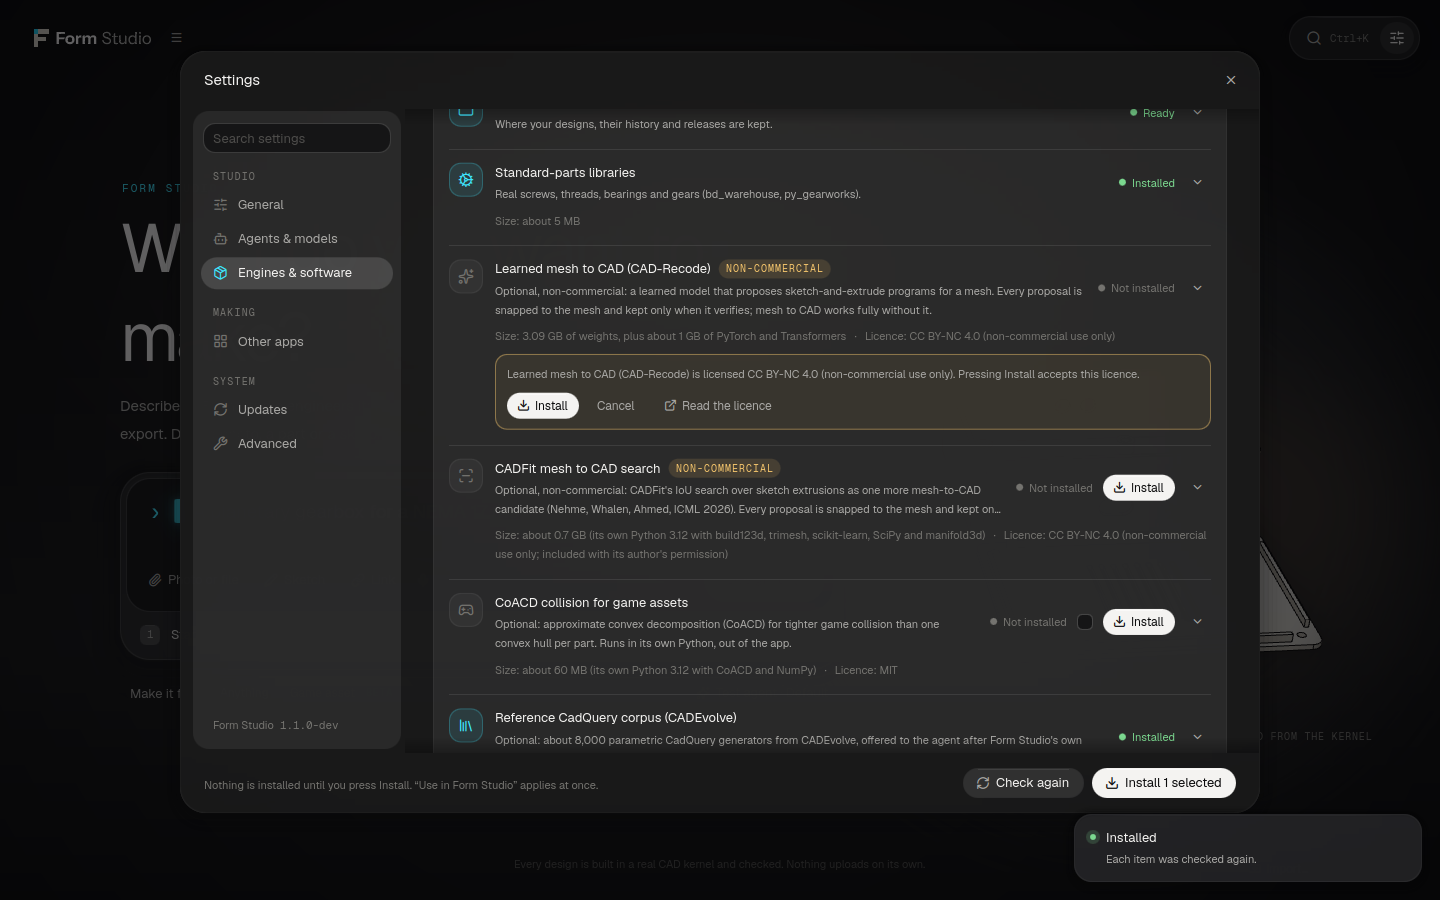 Form Studio
Ctrl+K
Settings
Search settings
STUDIO
General
Agents & models
Engines & software
MAKING
Other apps
SYSTEM
Updates
Advanced
Form Studio 1.1.0-dev
Where your designs, their history and releases are kept.
Ready
Standard-parts libraries
Real screws, threads, bearings and gears (bd_warehouse, py_gearworks).
Size: about 5 MB
Installed
Learned mesh to CAD (CAD-Recode) NON-COMMERCIAL
Optional, non-commercial: a learned model that proposes sketch-and-extrude programs for a mesh. Every proposal is
snapped to the mesh and kept only when it verifies; mesh to CAD works fully without it.
Not installed
Size: 3.09 GB of weights, plus about 1 GB of PyTorch and Transformers · Licence: CC BY-NC 4.0 (non-commercial use only)
Learned mesh to CAD (CAD-Recode) is licensed CC BY-NC 4.0 (non-commercial use only). Pressing Install accepts this licence.
Install Cancel Read the licence
CADFit mesh to CAD search NON-COMMERCIAL
Optional, non-commercial: CADFit's IoU search over sketch extrusions as one more mesh-to-CAD
candidate (Nehme, Whalen, Ahmed, ICML 2026). Every proposal is snapped to the mesh and kept on…
Not installed Install
Size: about 0.7 GB (its own Python 3.12 with build123d, trimesh, scikit-learn, SciPy and manifold3d) · Licence: CC BY-NC 4.0 (non-commercial
use only; included with its author's permission)
CoACD collision for game assets
Optional: approximate convex decomposition (CoACD) for tighter game collision than one
convex hull per part. Runs in its own Python, out of the app.
Not installed Install
Size: about 60 MB (its own Python 3.12 with CoACD and NumPy) · Licence: MIT
Reference CadQuery corpus (CADEvolve)
Optional: about 8,000 parametric CadQuery generators from CADEvolve, offered to the agent after Form Studio's own
Installed
Nothing is installed until you press Install. “Use in Form Studio” applies at once.
Check again
Install 1 selected
Installed
Each item was checked again.
FORM ST
W
ma
Describe
export. D
Ph
1 S
Make it f
FROM THE KERNEL
Every design is built in a real CAD kernel and checked. Nothing uploads on its own.